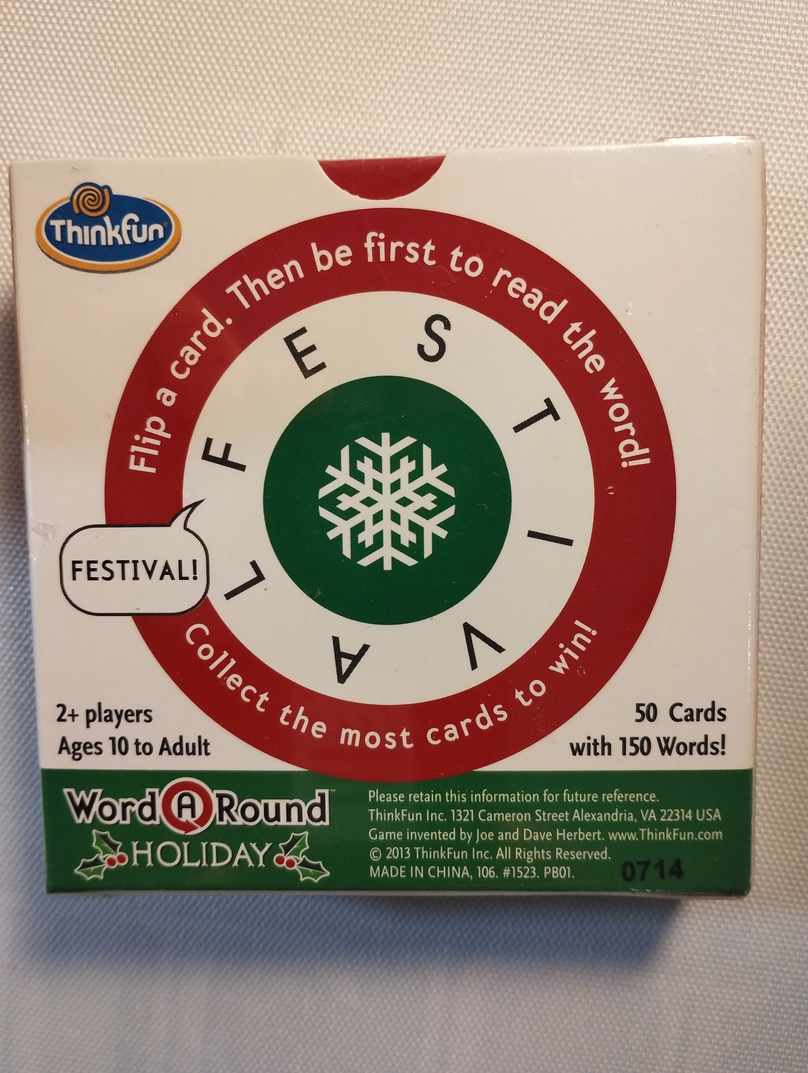 ThinkFun
Flip a card. Then be first to read the word!
F E S T I V A L
FESTIVAL!
Collect the most cards to win!
2+ players
Ages 10 to Adult
50 Cards
with 150 Words!
Word A Round™
HOLIDAY
Please retain this information for future reference.
ThinkFun Inc. 1321 Cameron Street Alexandria, VA 22314 USA
Game invented by Joe and Dave Herbert. www.ThinkFun.com
© 2013 ThinkFun Inc. All Rights Reserved.
MADE IN CHINA, 106. #1523. PB01.
0714